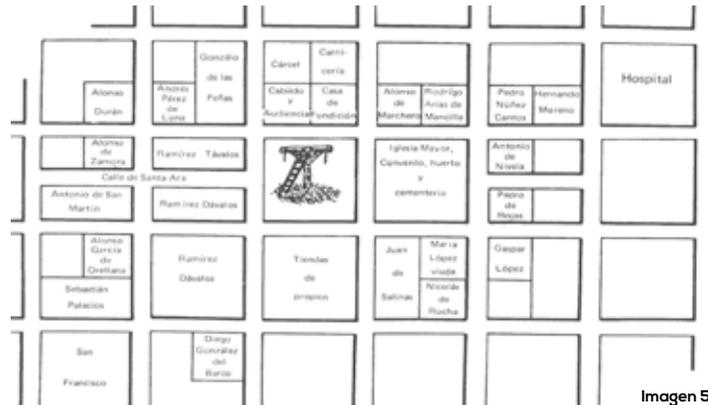 Gonzálo
de las
Peñas
Alonso
Durán
Andrés
Pérez
de
Luna
Cárcel
Carni-
cería
Cabildo
y
Audiencia
Casa
de
Fundición
Alonso
de
Marchena
Rodrigo
Arias de
Mansilla
Pedro
Núñez
Cantos
Hernando
Moreno
Hospital
Alonso
de
Zamora
Ramírez Távalos
Iglesia Mayor,
Convento, huerto
y
cementerio
Antonio
de
Nivela
Calle de Santa Ana
Antonio de San
Martín
Ramírez Dávalos
Pedro
de
Rojas
Alonso
García
de
Orellana
Sebastián
Palacios
Ramírez
Dávalos
Tiendas
de
propios
Juan
de
Salinas
María
López
viuda
Nicolás
de
Rocha
Gaspar
López
San
Francisco
Diego
González
del
Barco
Imagen 5